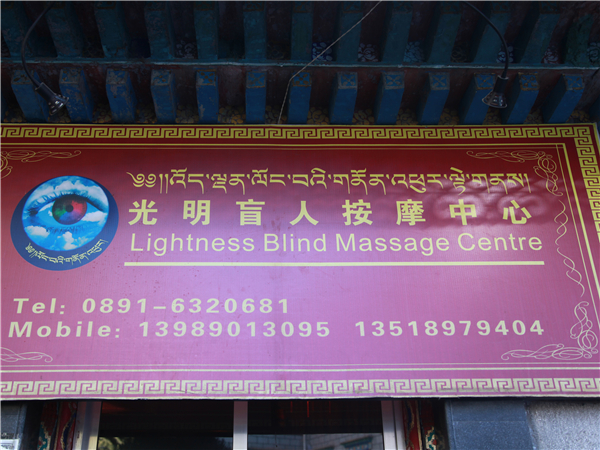 ༄༅།།འོད་ལྡན་ལོང་བའི་གནོན་འཕུར་ལྟེ་གནས།
光明盲人按摩中心
Lightness Blind Massage Centre
Tel: 0891-6320681
Mobile: 13989013095 13518979404